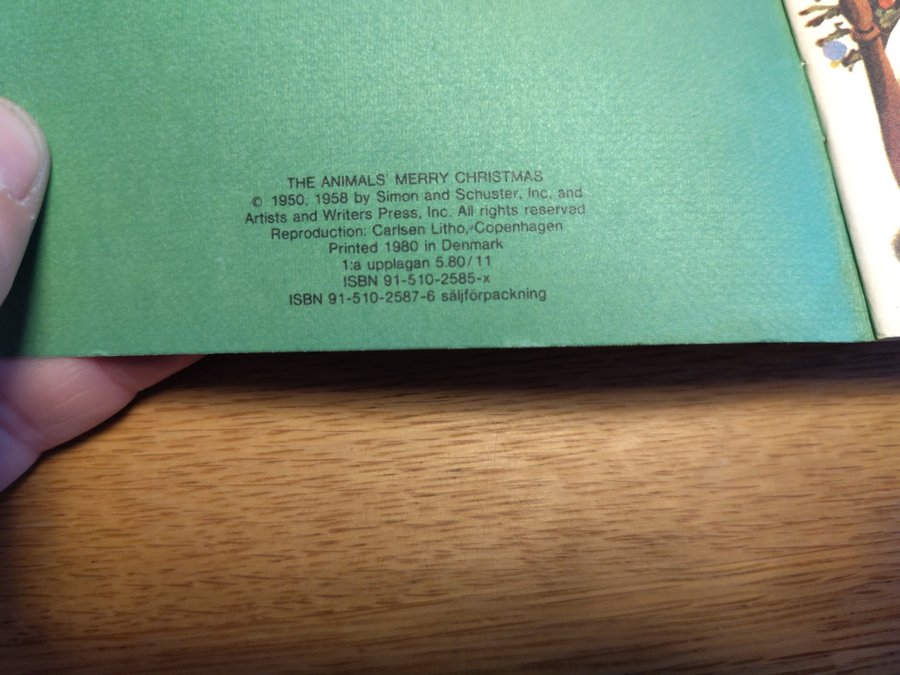 THE ANIMALS' MERRY CHRISTMAS
© 1950, 1958 by Simon and Schuster, Inc. and
Artists and Writers Press, Inc. All rights reserved
Reproduction: Carlsen Litho, Copenhagen
Printed 1980 in Denmark
1:a upplagan 5.80/11
ISBN 91-510-2585-x
ISBN 91-510-2587-6 säljförpackning